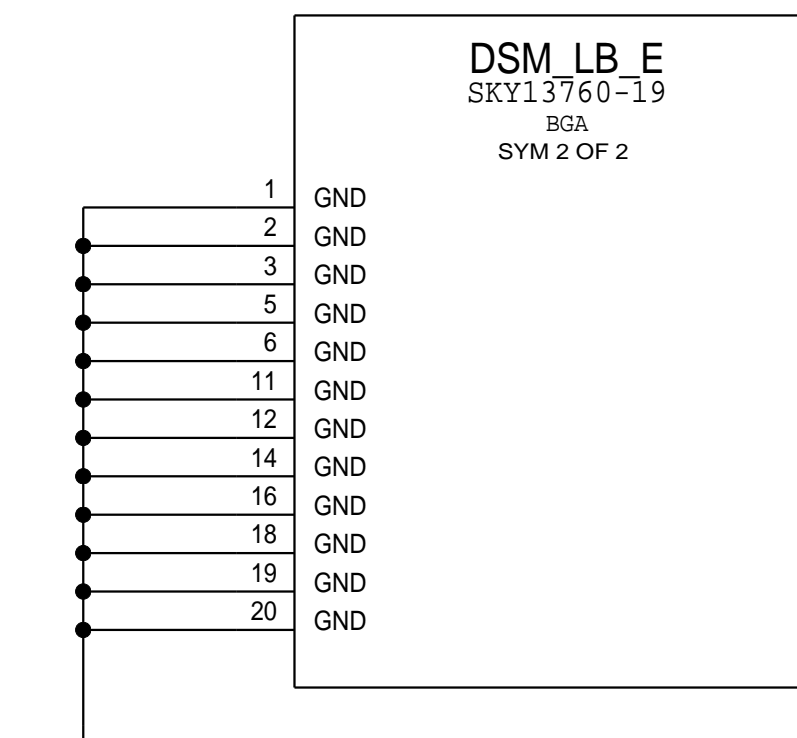 DSM_LB_E
SKY13760-19
BGA
SYM 2 OF 2
1 GND
2 GND
3 GND
5 GND
6 GND
11 GND
12 GND
14 GND
16 GND
18 GND
19 GND
20 GND